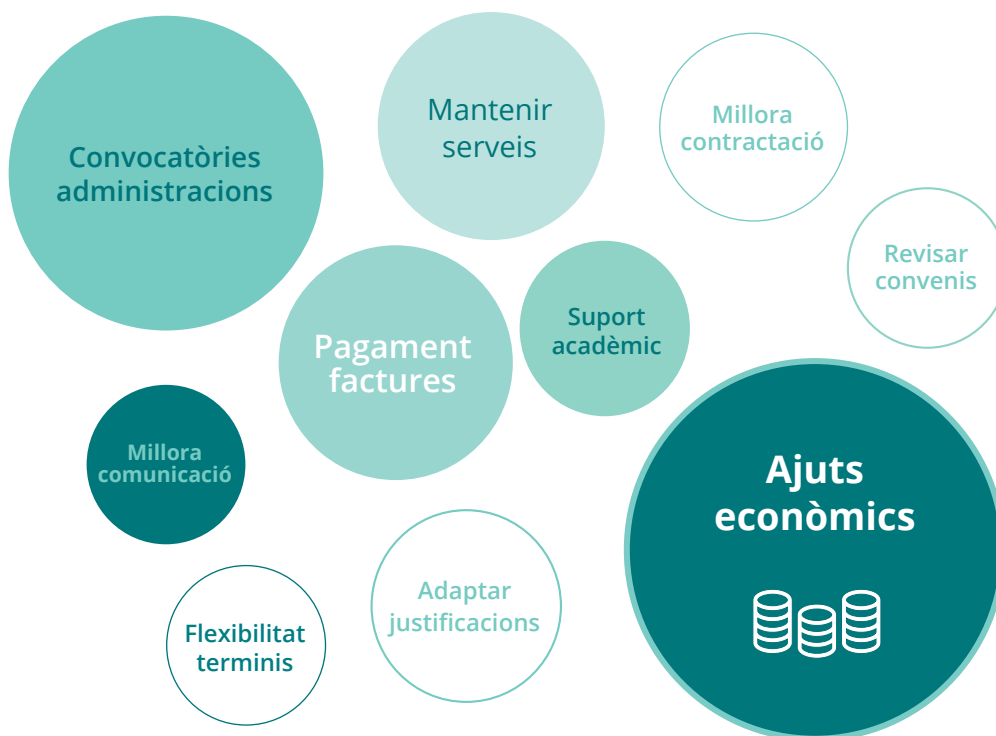 Convocatòries
administracions
Mantenir
serveis
Millora
contractació
Revisar
convenis
Pagament
factures
Suport
acadèmic
Millora
comunicació
Ajuts
econòmics
Flexibilitat
terminis
Adaptar
justificacions